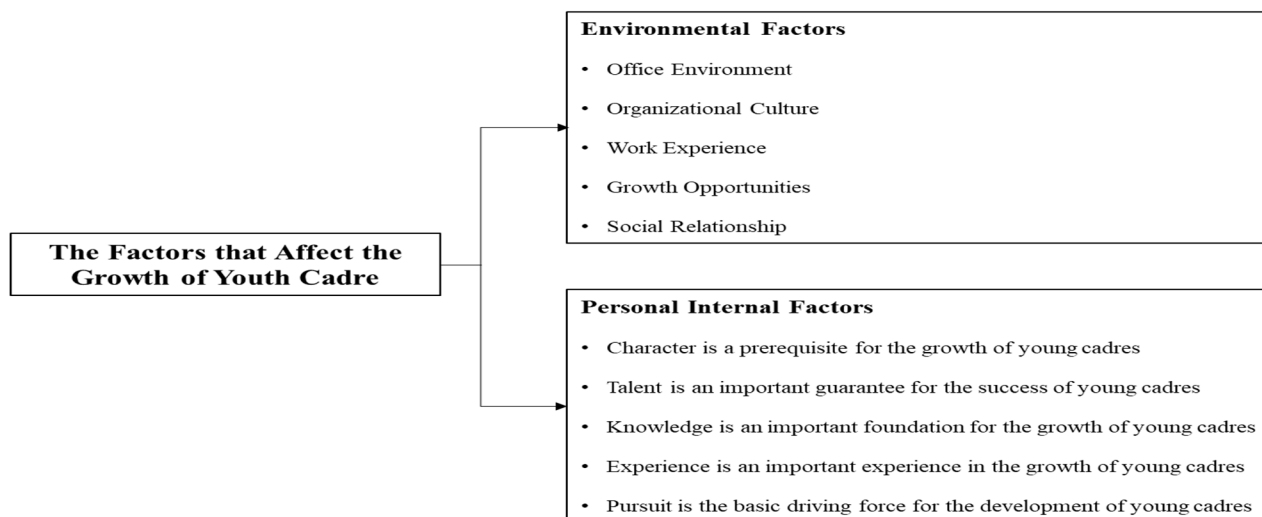 The Factors that Affect the
Growth of Youth Cadre
Environmental Factors
• Office Environment
• Organizational Culture
• Work Experience
• Growth Opportunities
• Social Relationship
Personal Internal Factors
• Character is a prerequisite for the growth of young cadres
• Talent is an important guarantee for the success of young cadres
• Knowledge is an important foundation for the growth of young cadres
• Experience is an important experience in the growth of young cadres
• Pursuit is the basic driving force for the development of young cadres